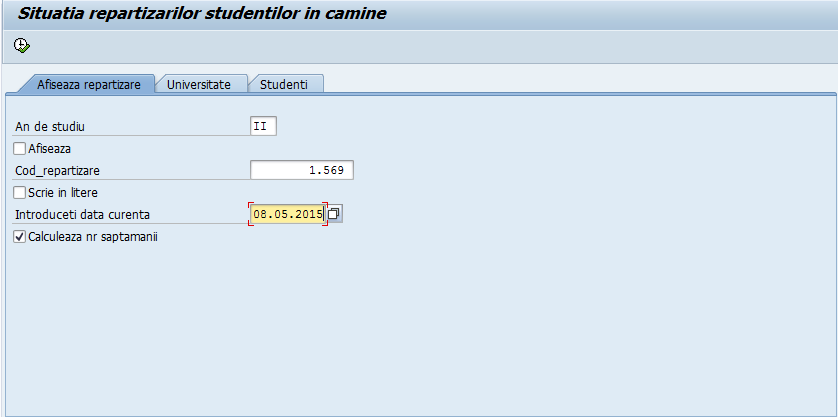 Situatia repartizarilor studentilor in camine
Afiseaza repartizare Universitate Studenti
An de studiu II
Afiseaza
Cod_repartizare 1.569
Scrie in litere
Introduceti data curenta 08.05.2015
Calculeaza nr saptamanii